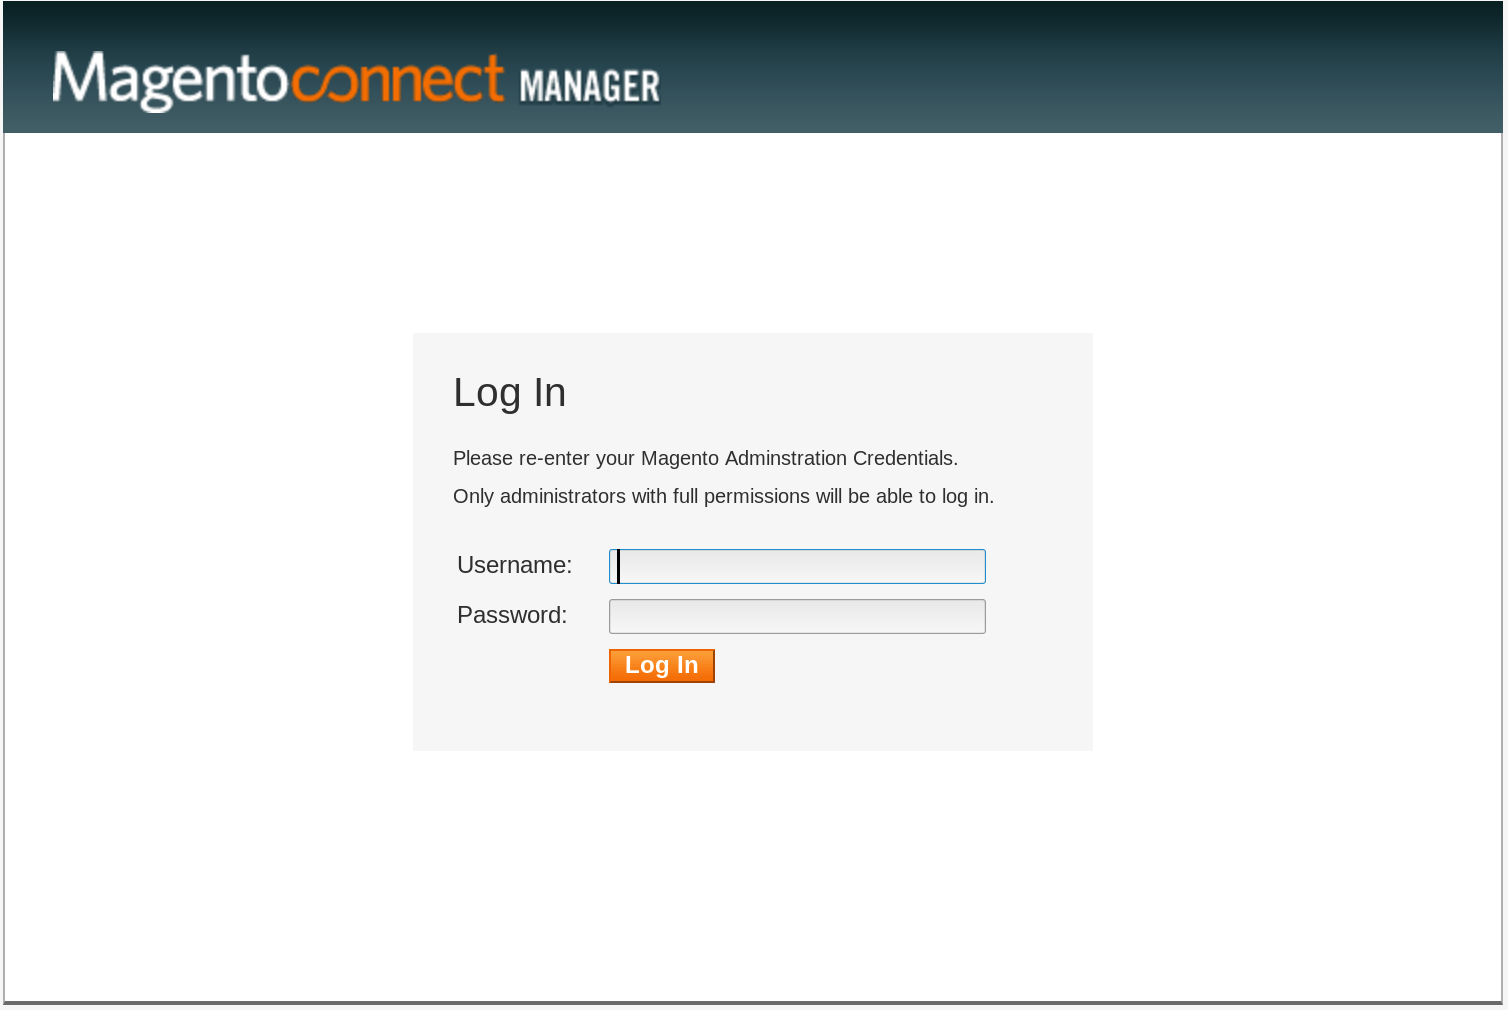 Magentoconnect MANAGER
Log In
Please re-enter your Magento Adminstration Credentials.
Only administrators with full permissions will be able to log in.
Username:
Password:
Log In